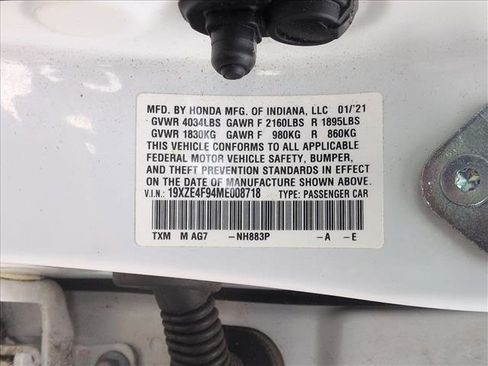 MFD. BY HONDA MFG. OF INDIANA, LLC 01/'21
GVWR 4034LBS GAWR F 2160LBS R 1895LBS
GVWR 1830KG GAWR F 980KG R 860KG
THIS VEHICLE CONFORMS TO ALL APPLICABLE
FEDERAL MOTOR VEHICLE SAFETY, BUMPER,
AND THEFT PREVENTION STANDARDS IN EFFECT
ON THE DATE OF MANUFACTURE SHOWN ABOVE.
V.I.N.: 19XZE4F94ME008718 TYPE: PASSENGER CAR
TXM M AG7 -NH883P -A -E